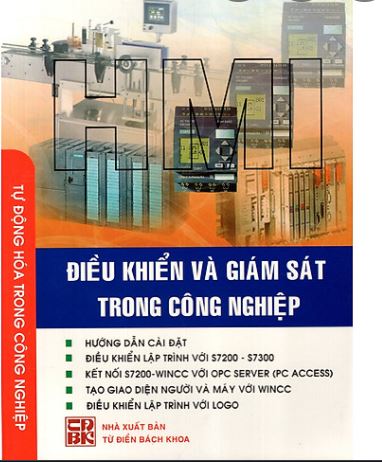 HMI
TỰ ĐỘNG HÓA TRONG CÔNG NGHIỆP
ĐIỀU KHIỂN VÀ GIÁM SÁT
TRONG CÔNG NGHIỆP
HƯỚNG DẪN CÀI ĐẶT
ĐIỀU KHIỂN LẬP TRÌNH VỚI S7200 - S7300
KẾT NỐI S7200-WINCC VỚI OPC SERVER (PC ACCESS)
TẠO GIAO DIỆN NGƯỜI VÀ MÁY VỚI WINCC
ĐIỀU KHIỂN LẬP TRÌNH VỚI LOGO
NHÀ XUẤT BẢN
TỪ ĐIỂN BÁCH KHOA